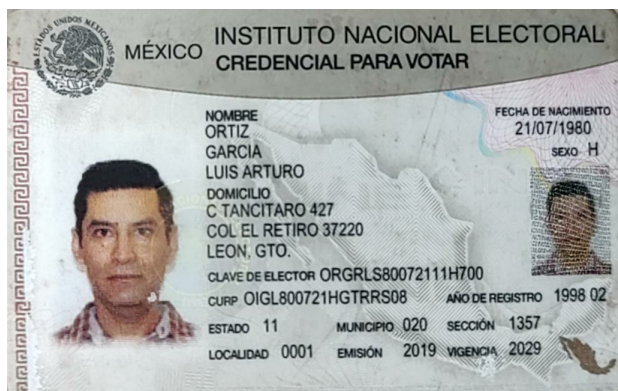 ESTADOS UNIDOS MEXICANOS
MÉXICO
INSTITUTO NACIONAL ELECTORAL
CREDENCIAL PARA VOTAR
NOMBRE
ORTIZ
GARCIA
LUIS ARTURO
FECHA DE NACIMIENTO
21/07/1980
SEXO H
DOMICILIO
C TANCITARO 427
COL EL RETIRO 37220
LEON, GTO.
CLAVE DE ELECTOR ORGRLS80072111H700
CURP OIGL800721HGTRRS08 AÑO DE REGISTRO 1998 02
ESTADO 11 MUNICIPIO 020 SECCIÓN 1357
LOCALIDAD 0001 EMISIÓN 2019 VIGENCIA 2029